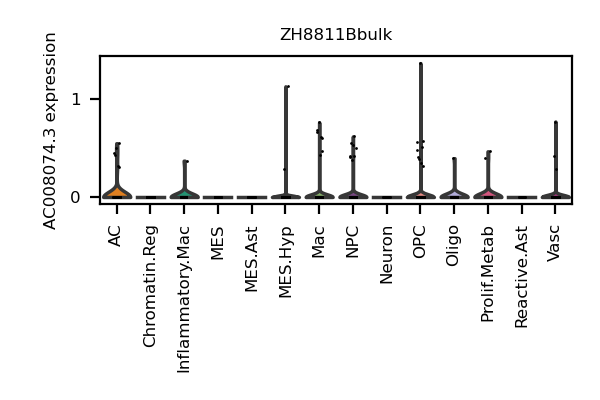 ZH8811Bbulk
AC008074.3 expression
1
0
AC
Chromatin.Reg
Inflammatory.Mac
MES
MES.Ast
MES.Hyp
Mac
NPC
Neuron
OPC
Oligo
Prolif.Metab
Reactive.Ast
Vasc